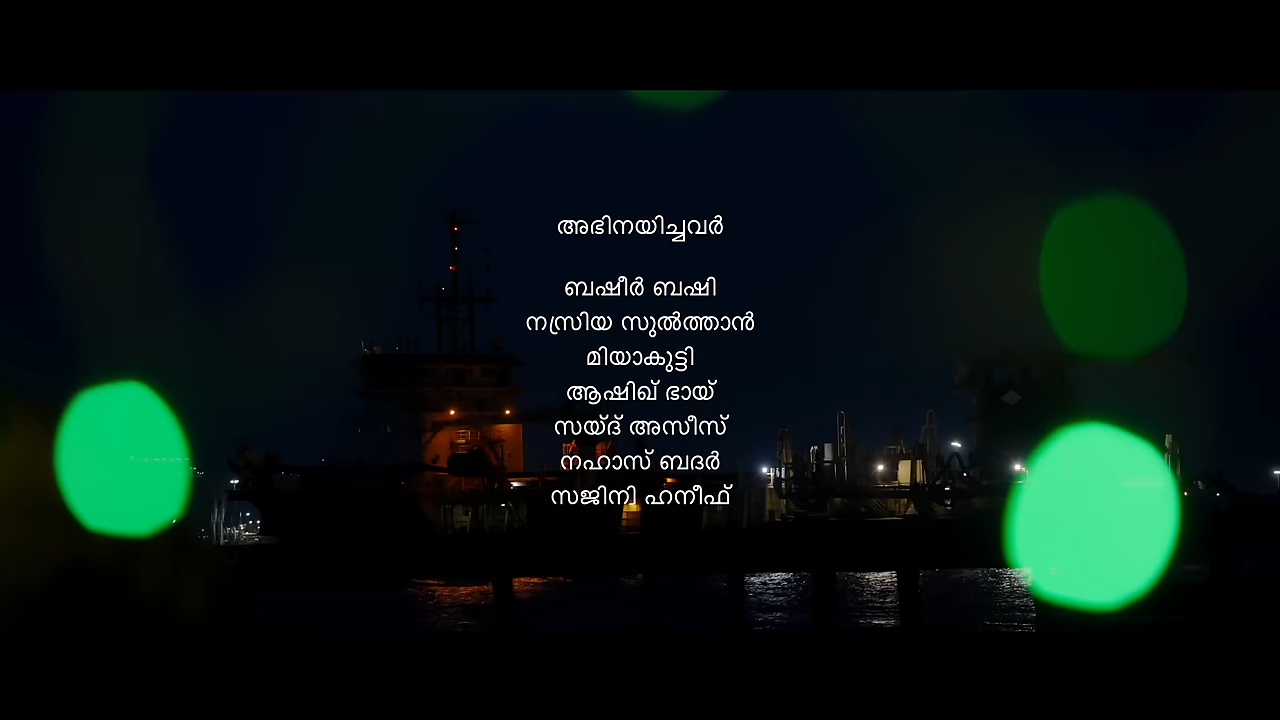 അഭിനയിച്ചവർ
ബഷീർ ബഷി
നസ്രിയ സുൽത്താൻ
മിയാകുട്ടി
ആഷിഖ് ഭായ്
സയ്ദ് അസീസ്
നഹാസ് ബദർ
സജിനി ഹനീഫ്